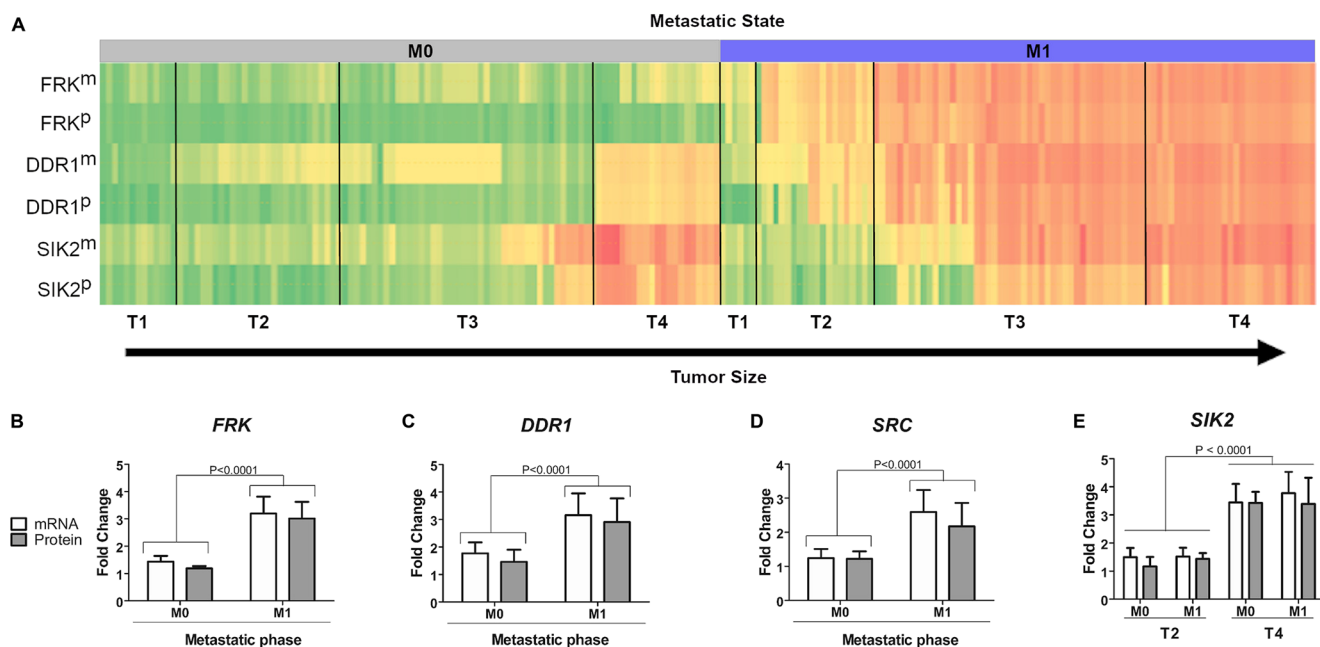 A
Metastatic State
M0 M1
FRKm
FRKp
DDR1m
DDR1p
SIK2m
SIK2p
T1 T2 T3 T4 T1 T2 T3 T4
Tumor Size
B FRK
P<0.0001
Fold Change
5
4
3
2
1
0
M0 M1
Metastatic phase
mRNA
Protein
C DDR1
P<0.0001
Fold Change
5
4
3
2
1
0
M0 M1
Metastatic phase
D SRC
P<0.0001
Fold Change
4
3
2
1
0
M0 M1
Metastatic phase
E SIK2
P < 0.0001
Fold Change
5
4
3
2
1
0
M0 M1 M0 M1
T2 T4